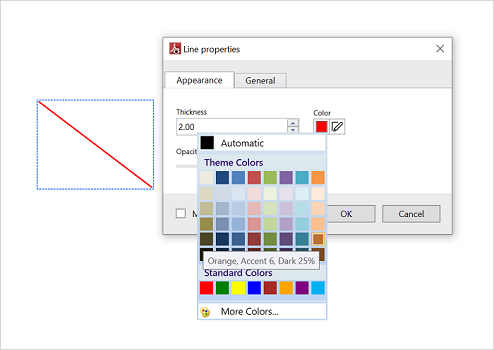 Line properties
Appearance
General
Thickness
Color
2.00
Automatic
Opacit
Theme Colors
M
OK
Cancel
Orange, Accent 6, Dark 25%
Standard Colors
More Colors...